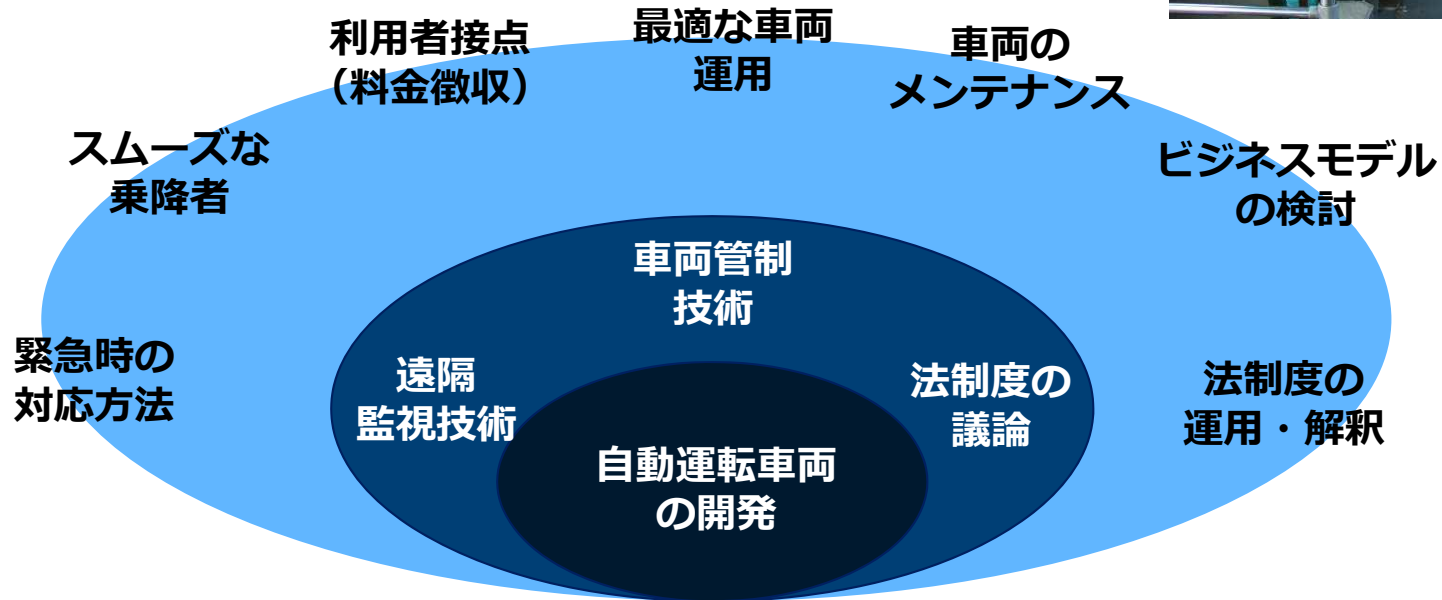 利用者接点
（料金徴収）
最適な車両
運用
車両の
メンテナンス
スムーズな
乗降者
ビジネスモデル
の検討
車両管制
技術
緊急時の
対応方法
遠隔
監視技術
法制度の
議論
法制度の
運用・解釈
自動運転車両
の開発